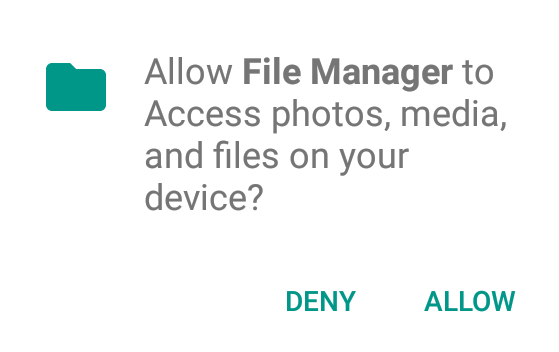 Allow File Manager to
Access photos, media,
and files on your
device?
DENY ALLOW